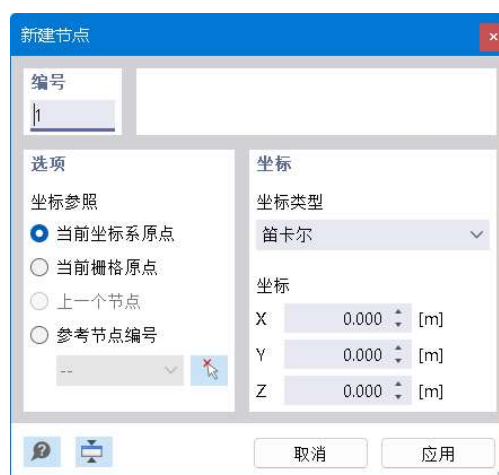 新建节点
编号
1
选项
坐标参照
当前坐标系原点
当前栅格原点
上一个节点
参考节点编号
--
坐标
坐标类型
笛卡尔
坐标
X 0.000 [m]
Y 0.000 [m]
Z 0.000 [m]
取消 应用